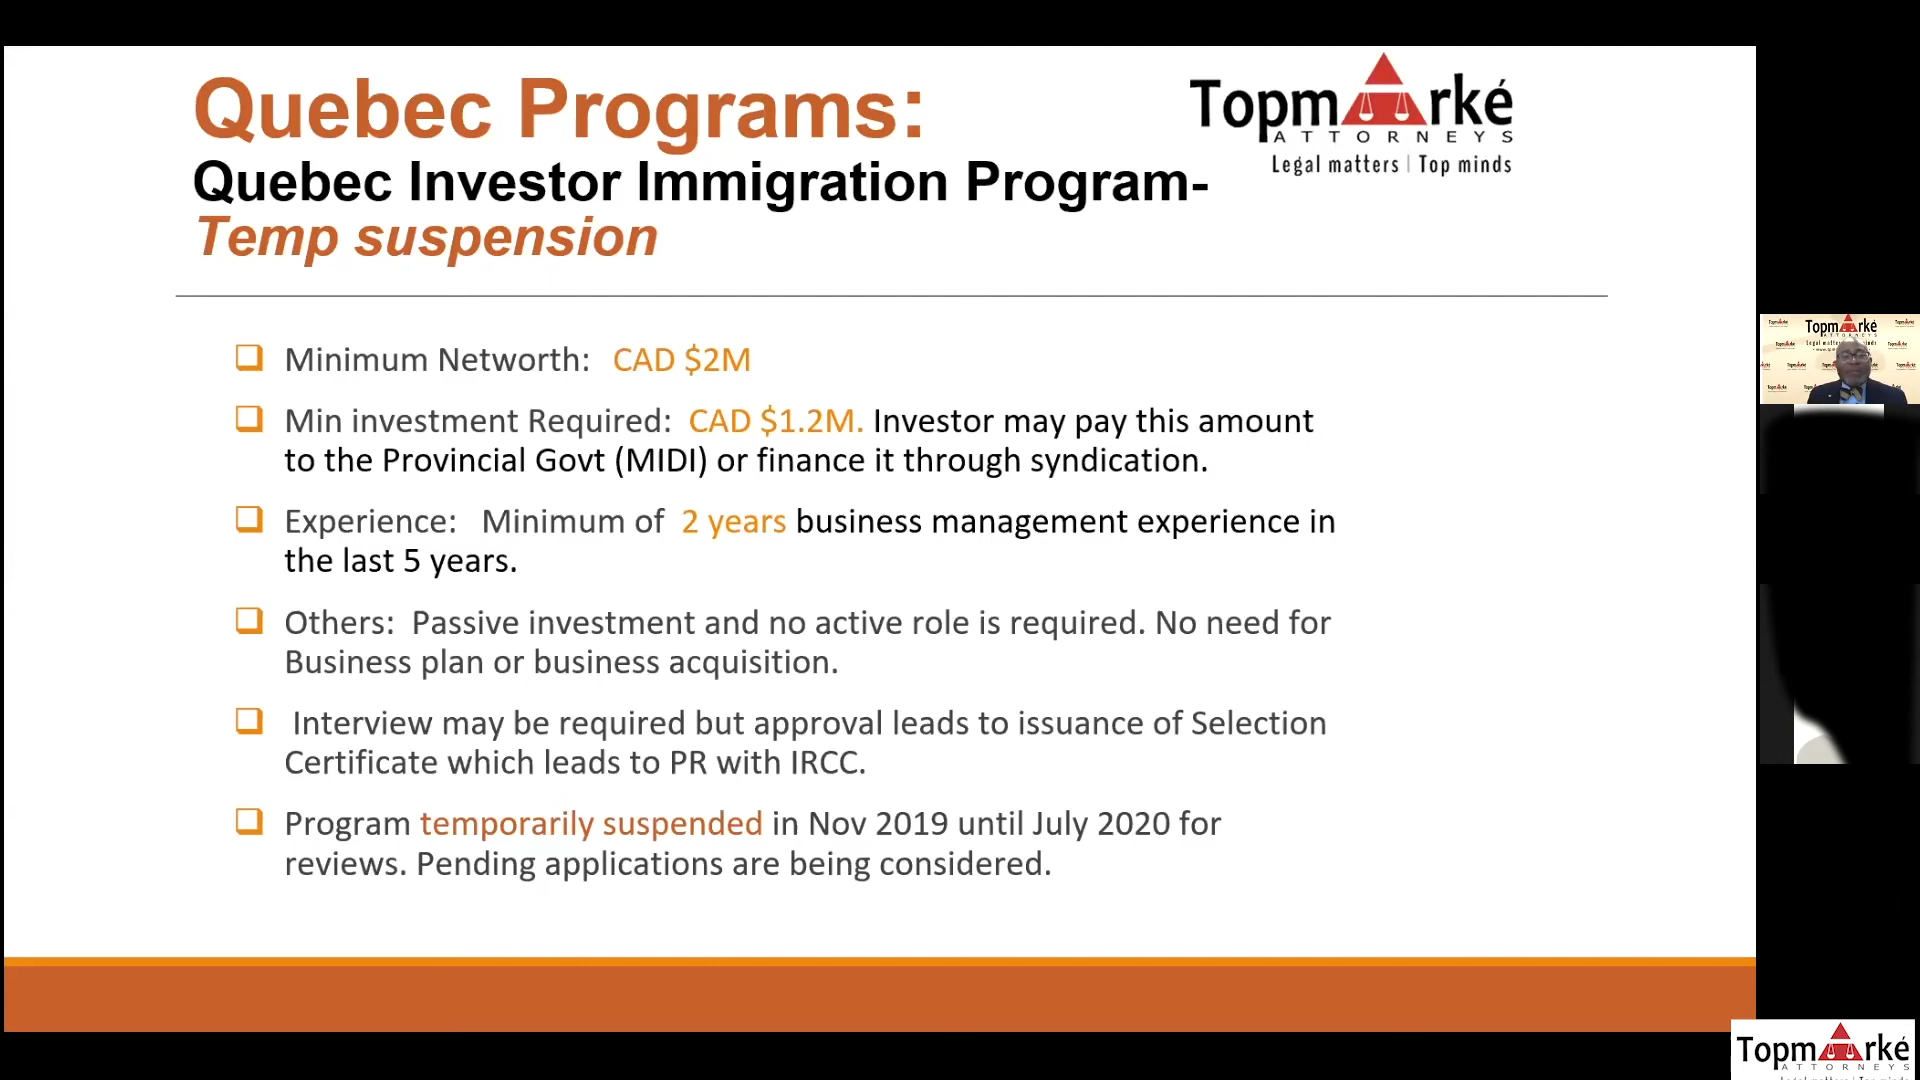 Quebec Programs:
Quebec Investor Immigration Program-
Temp suspension
Topmarké
ATTORNEYS
Legal matters | Top minds
Minimum Networth: CAD $2M
Min investment Required: CAD $1.2M. Investor may pay this amount
to the Provincial Govt (MIDI) or finance it through syndication.
Experience: Minimum of 2 years business management experience in
the last 5 years.
Others: Passive investment and no active role is required. No need for
Business plan or business acquisition.
Interview may be required but approval leads to issuance of Selection
Certificate which leads to PR with IRCC.
Program temporarily suspended in Nov 2019 until July 2020 for
reviews. Pending applications are being considered.
Topmarké
ATTORNEYS
Topmarké
ATTORNEYS